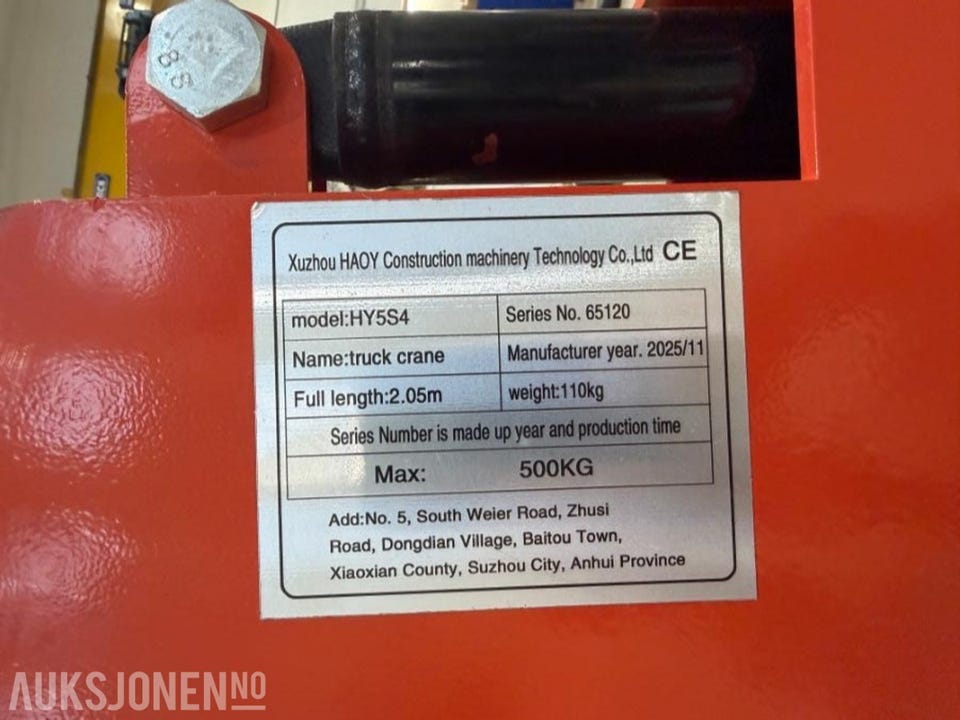 8.8
Xuzhou HAOY Construction machinery Technology Co.,Ltd CE
model:HY5S4 Series No. 65120
Name:truck crane Manufacturer year. 2025/11
Full length:2.05m weight:110kg
Series Number is made up year and production time
Max: 500KG
Add:No. 5, South Weier Road, Zhusi
Road, Dongdian Village, Baitou Town,
Xiaoxian County, Suzhou City, Anhui Province
AUKSJONEN NO